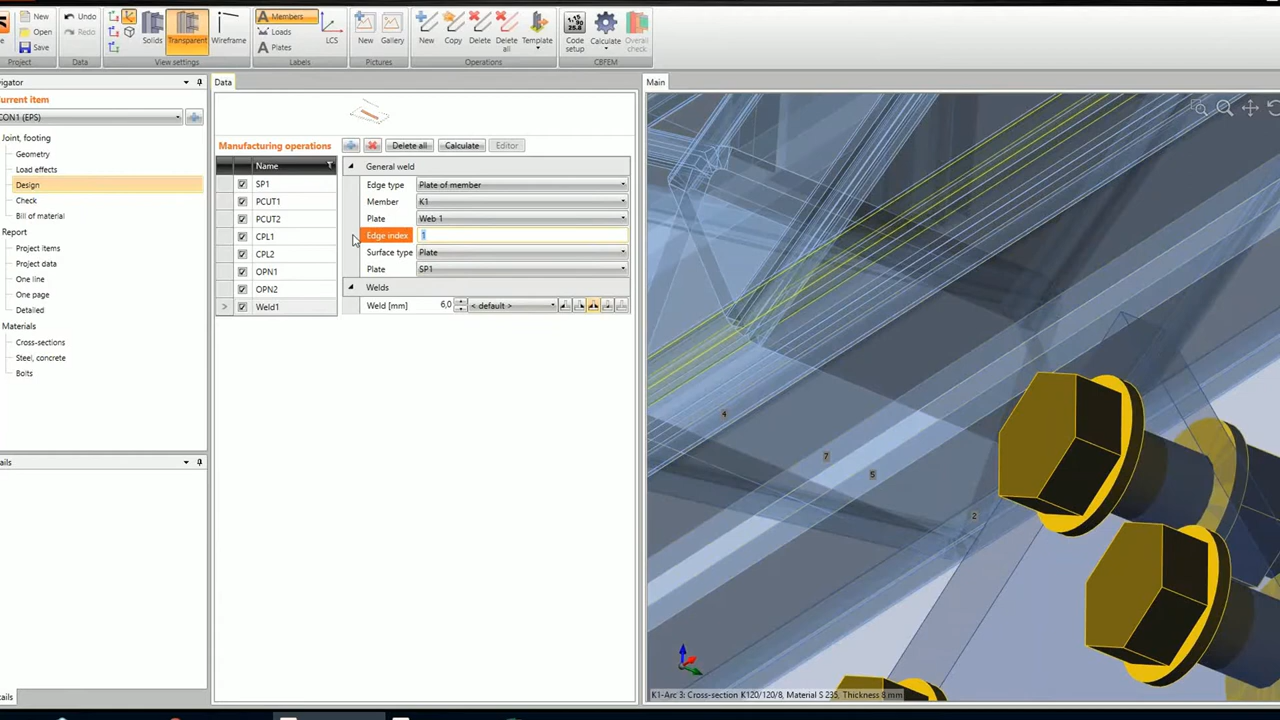 New
Open
Save
Project
Undo
Redo
Data
Solids
Transparent
Wireframe
View settings
Members
Loads
Plates
LCS
Labels
New
Gallery
Pictures
New
Copy
Delete
Delete all
Template
Operations
Code setup
Calculate
Overall check
CBFEM
vigator
urrent item
CON1 (EPS)
Joint, footing
Geometry
Load effects
Design
Check
Bill of material
Report
Project items
Project data
One line
One page
Detailed
Materials
Cross-sections
Steel, concrete
Bolts
ails
tails
Data
Manufacturing operations
Delete all
Calculate
Editor
Name
SP1
PCUT1
PCUT2
CPL1
CPL2
OPN1
OPN2
Weld1
General weld
Edge type Plate of member
Member K1
Plate Web 1
Edge index 1
Surface type Plate
Plate SP1
Welds
Weld [mm] 6,0 < default >
Main
4
7
5
2
K1-Arc 3: Cross-section K120/120/8, Material S 235, Thickness 8 mm